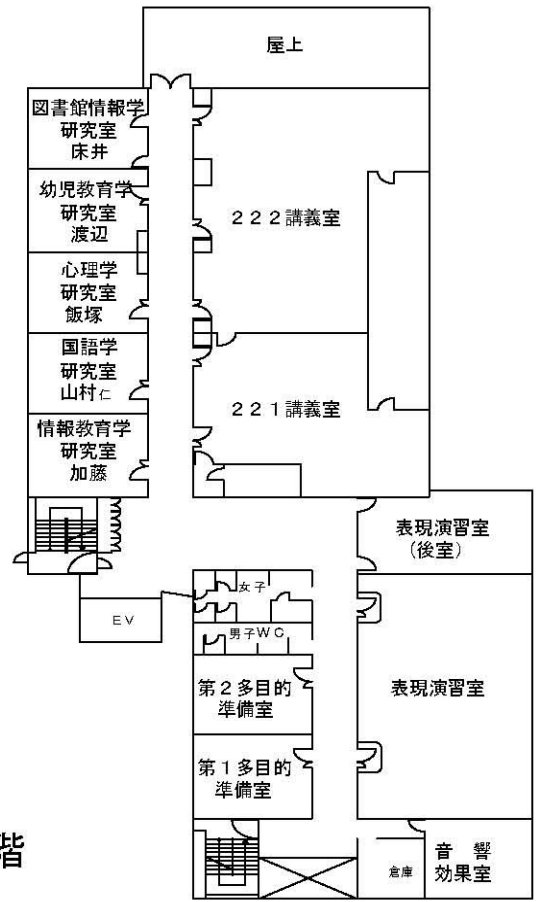 屋上
図書館情報学
研究室
床井
幼児教育学
研究室
渡辺
222講義室
心理学
研究室
飯塚
国語学
研究室
山村仁
221講義室
情報教育学
研究室
加藤
表現演習室
(後室)
女子
EV
男子WC
第2多目的
準備室
表現演習室
第1多目的
準備室
階
倉庫
音 響
効果室